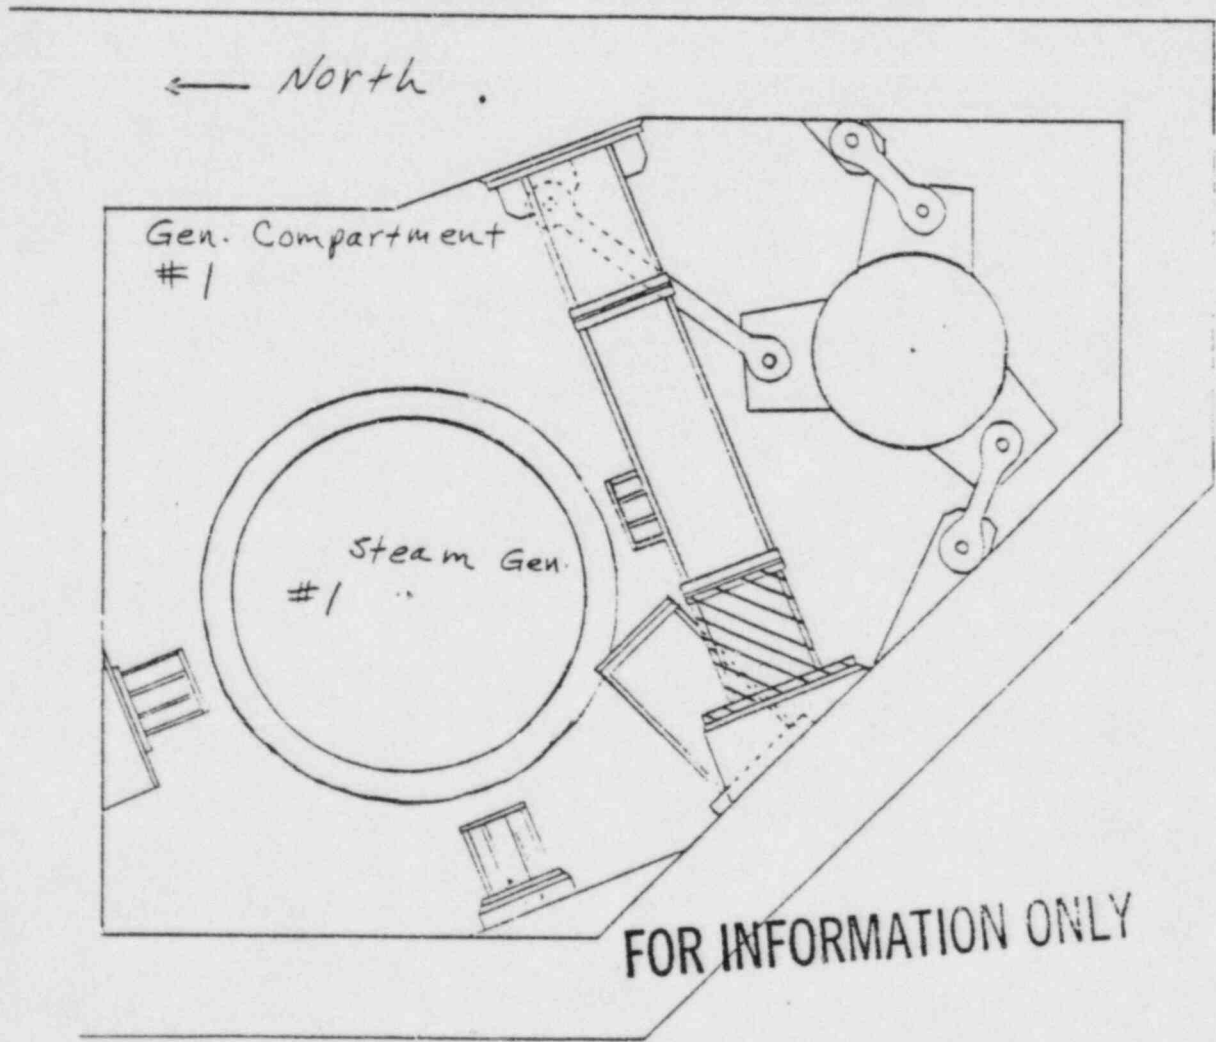 ← North
Gen. Compartment
#1
Steam Gen.
#1
FOR INFORMATION ONLY